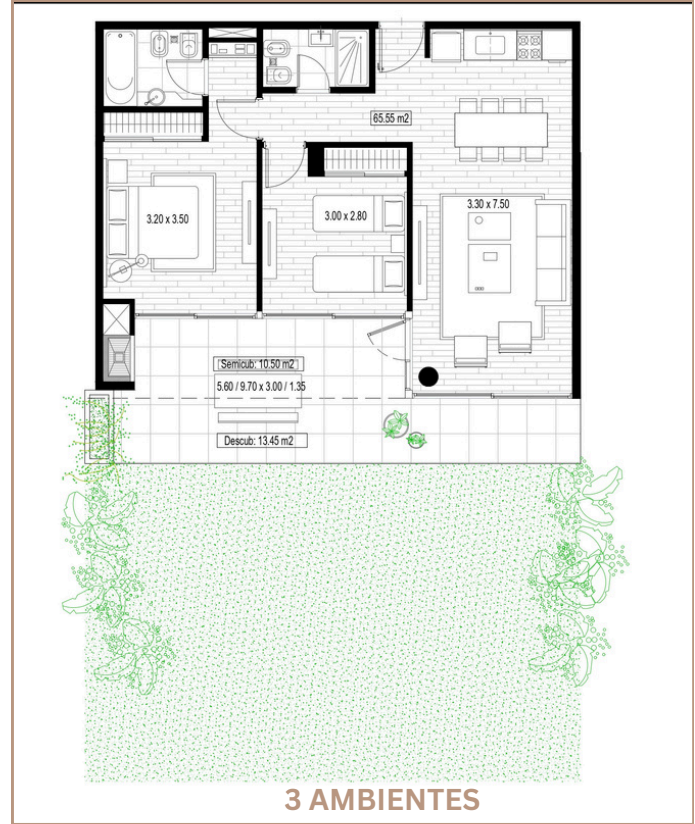 65.55 m2
3.20 x 3.50
3.00 x 2.80
3.30 x 7.50
Semicub: 10.50 m2
5.60 / 9.70 x 3.00 / 1.35
Descub: 13.45 m2
3 AMBIENTES